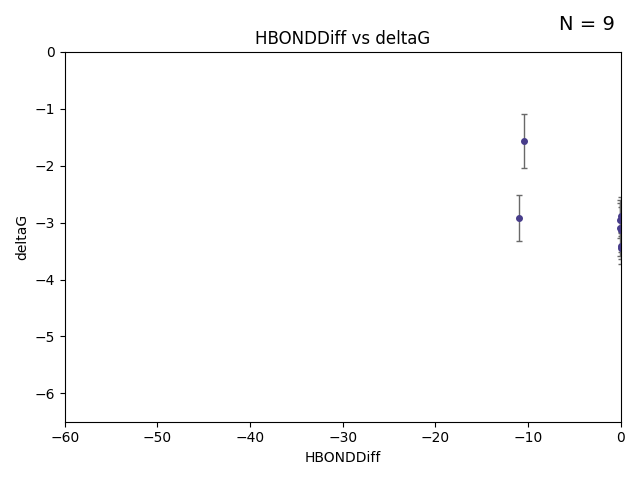 N = 9
HBONDDiff vs deltaG
0
−1
−2
−3
−4
−5
−6
deltaG
−60 −50 −40 −30 −20 −10 0
HBONDDiff